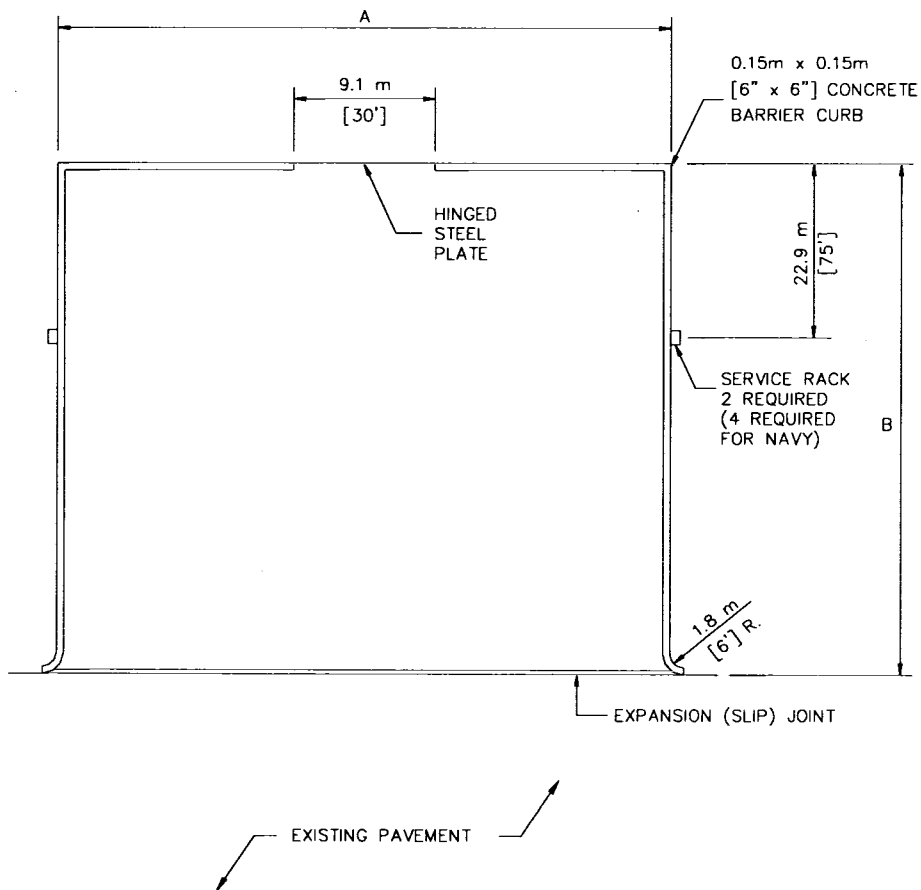 A
9.1 m
[30']
0.15m x 0.15m
[6" x 6"] CONCRETE
BARRIER CURB
HINGED
STEEL
PLATE
22.9 m
[75']
SERVICE RACK
2 REQUIRED
(4 REQUIRED
FOR NAVY)
B
1.8 m
[6'] R.
EXPANSION (SLIP) JOINT
EXISTING PAVEMENT